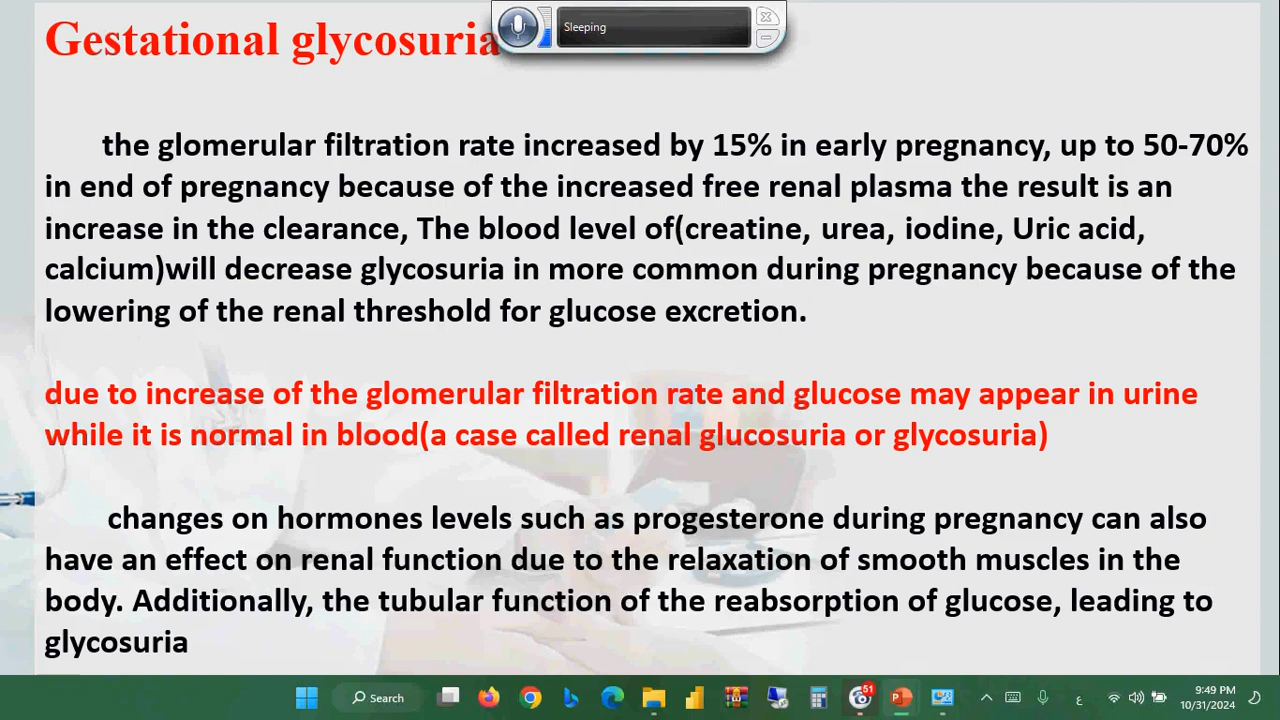 Gestational glycosuria
Sleeping
the glomerular filtration rate increased by 15% in early pregnancy, up to 50-70%
in end of pregnancy because of the increased free renal plasma the result is an
increase in the clearance, The blood level of(creatine, urea, iodine, Uric acid,
calcium)will decrease glycosuria in more common during pregnancy because of the
lowering of the renal threshold for glucose excretion.
due to increase of the glomerular filtration rate and glucose may appear in urine
while it is normal in blood(a case called renal glucosuria or glycosuria)
changes on hormones levels such as progesterone during pregnancy can also
have an effect on renal function due to the relaxation of smooth muscles in the
body. Additionally, the tubular function of the reabsorption of glucose, leading to
glycosuria
Search
51
ع
9:49 PM
10/31/2024